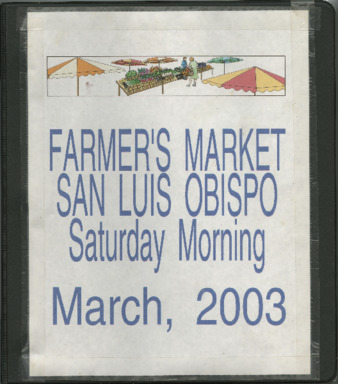 FARMER'S MARKET
SAN LUIS OBISPO
Saturday Morning
March, 2003